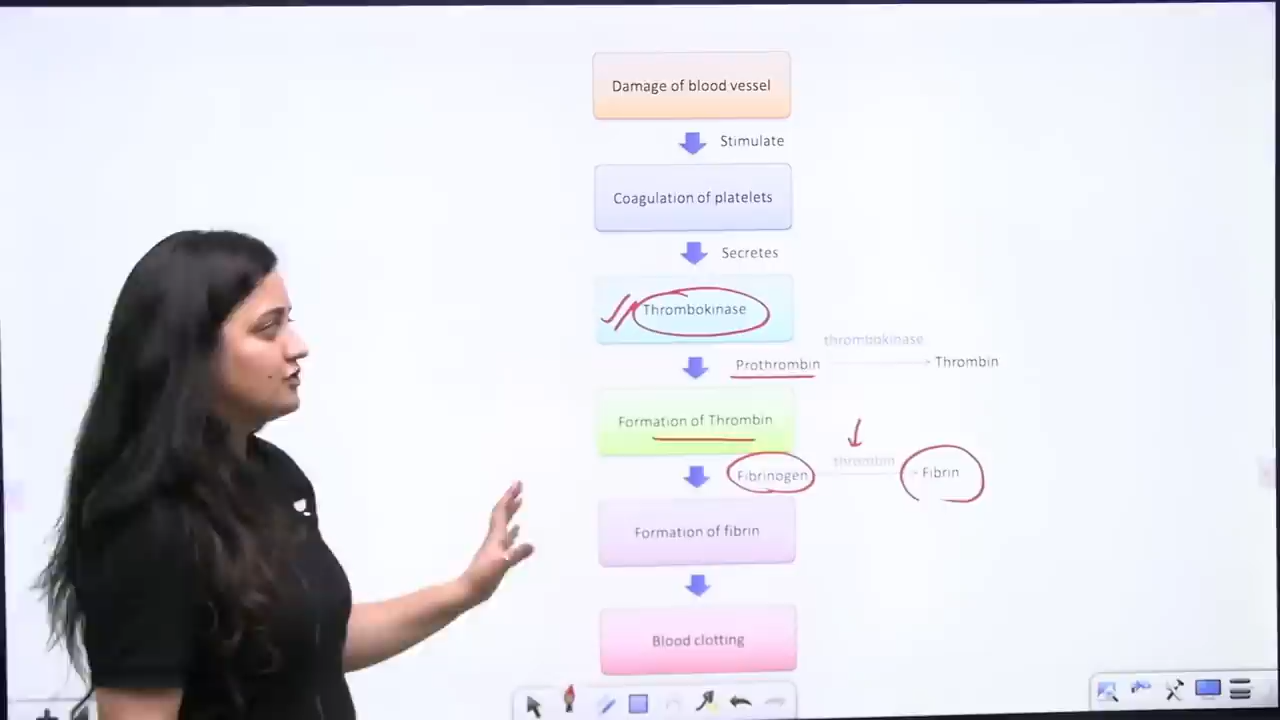 Damage of blood vessel
Stimulate
Coagulation of platelets
Secretes
Thrombokinase
thrombokinase
Prothrombin
Thrombin
Formation of Thrombin
thrombin
Fibrinogen
Fibrin
Formation of fibrin
Blood clotting